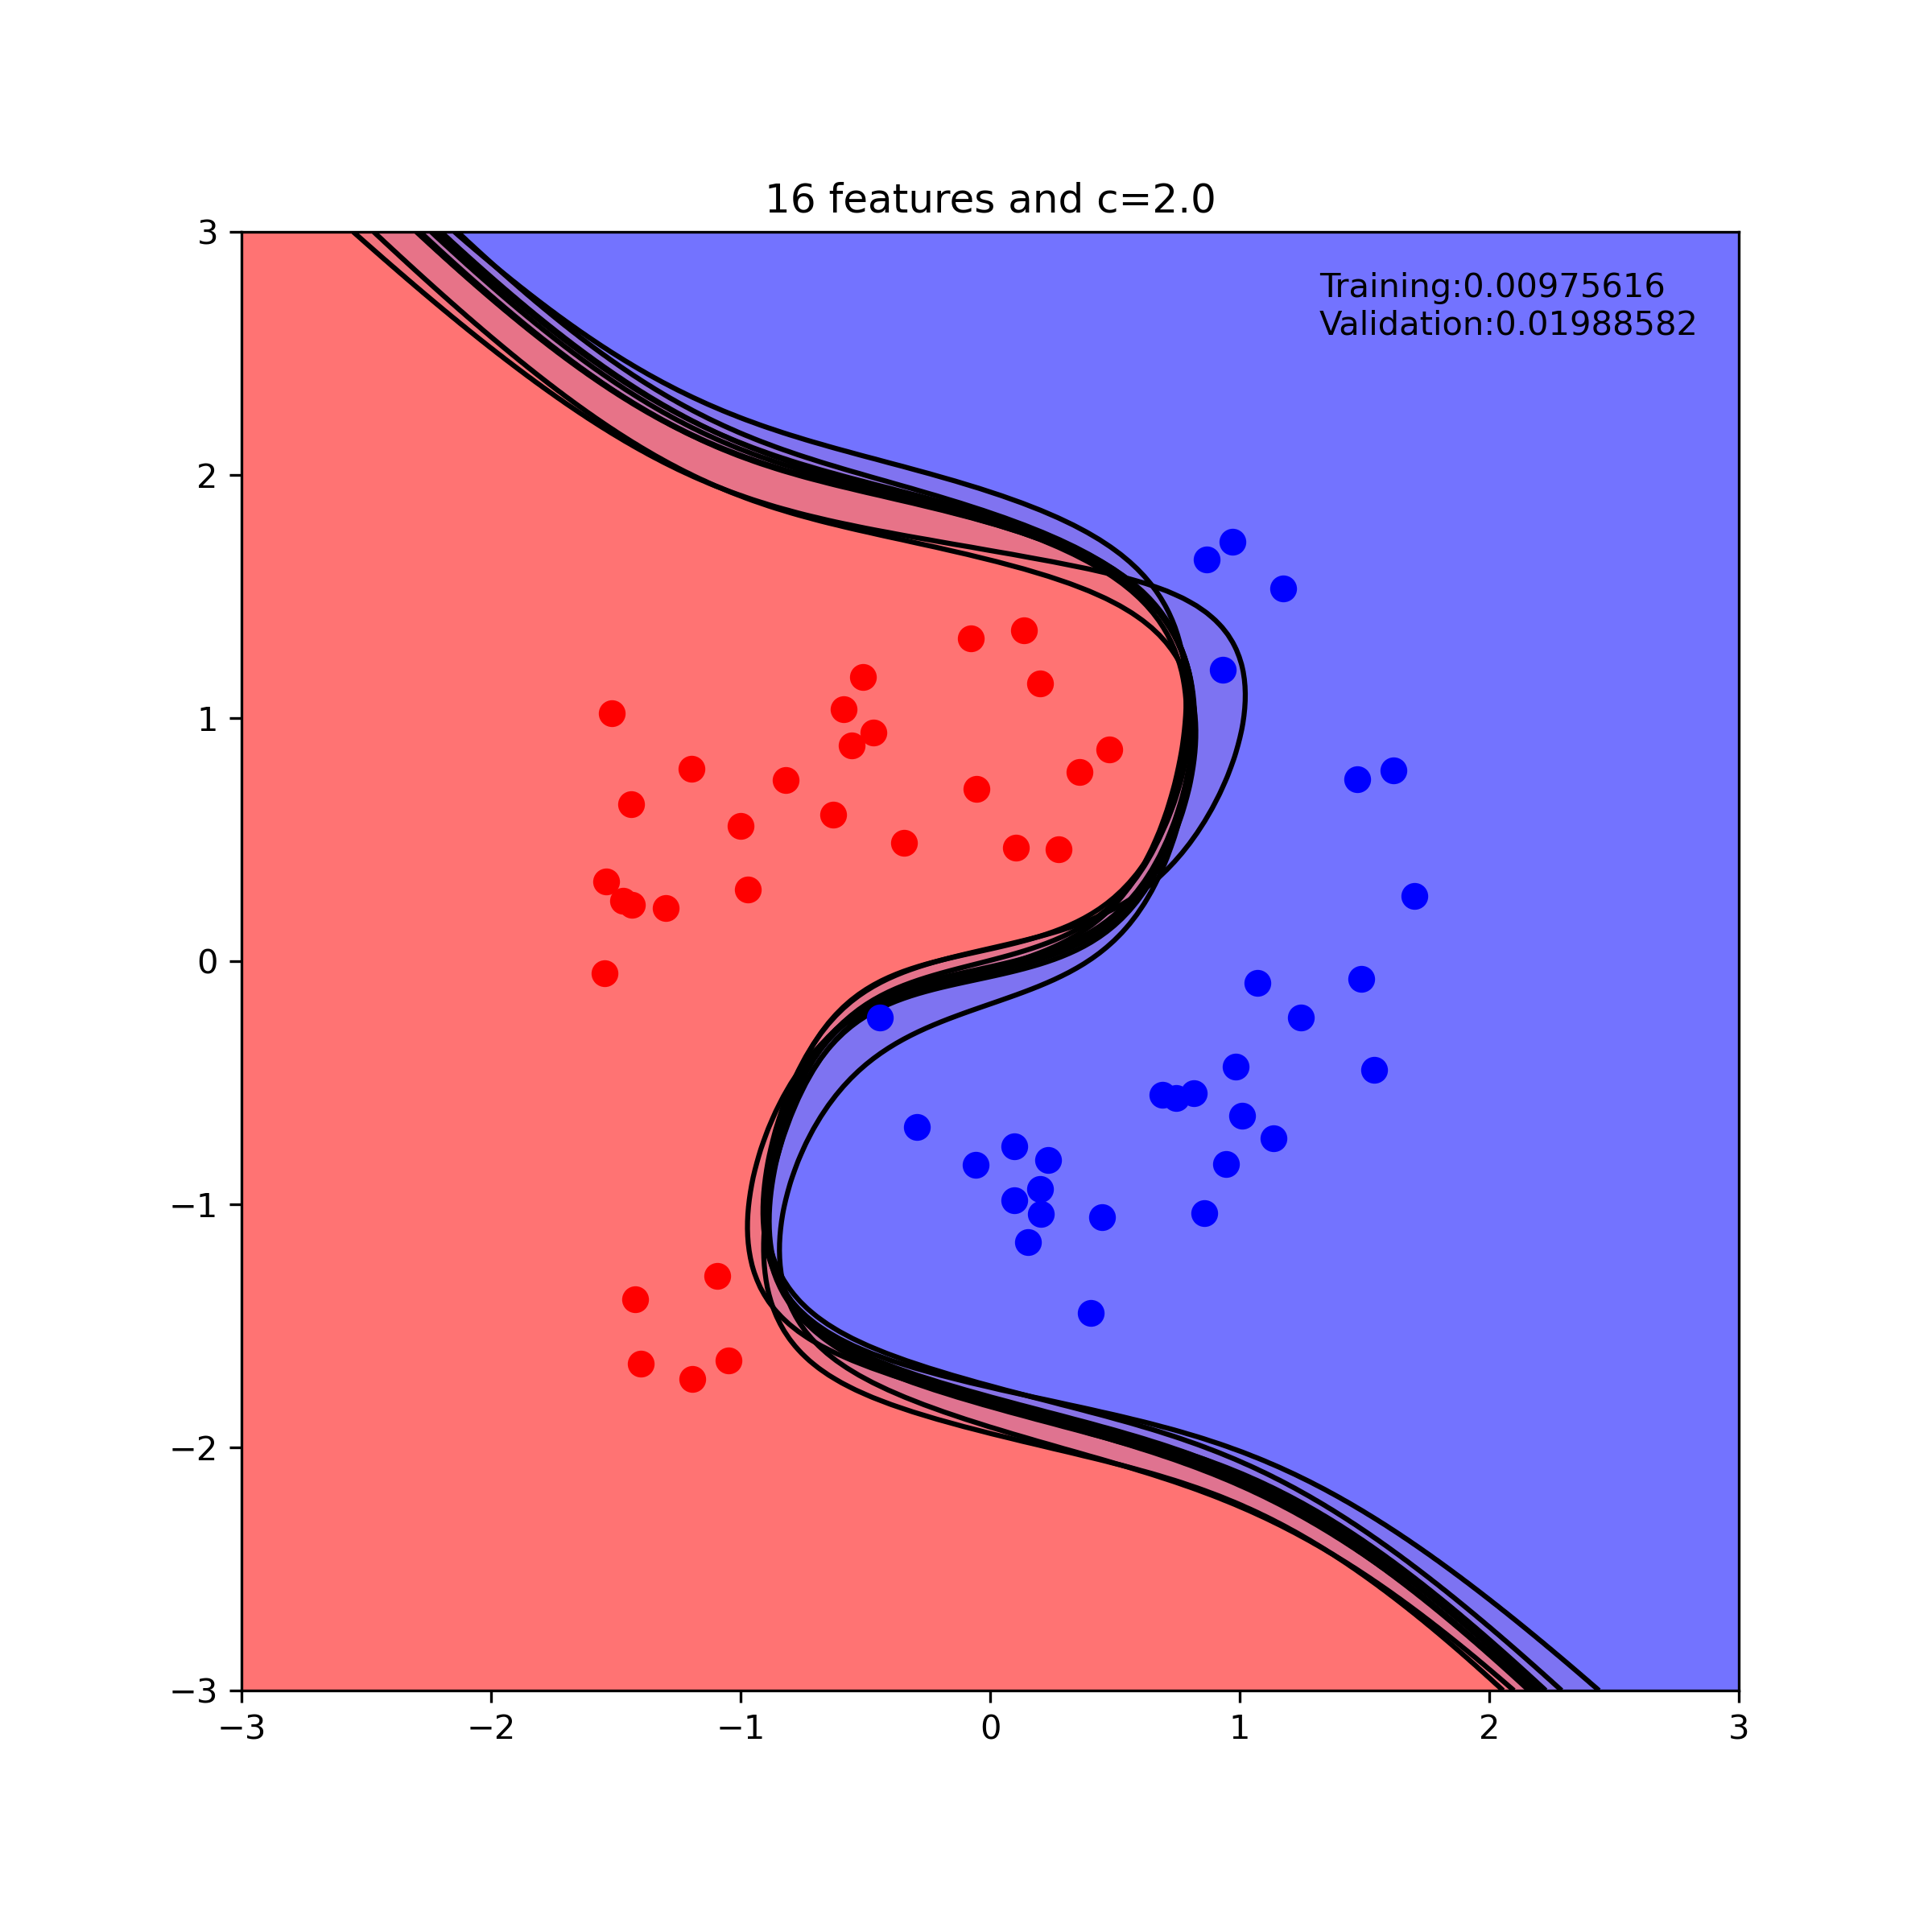 16 features and c=2.0
Training:0.00975616
Validation:0.01988582
3
2
1
0
−1
−2
−3
−3 −2 −1 0 1 2 3